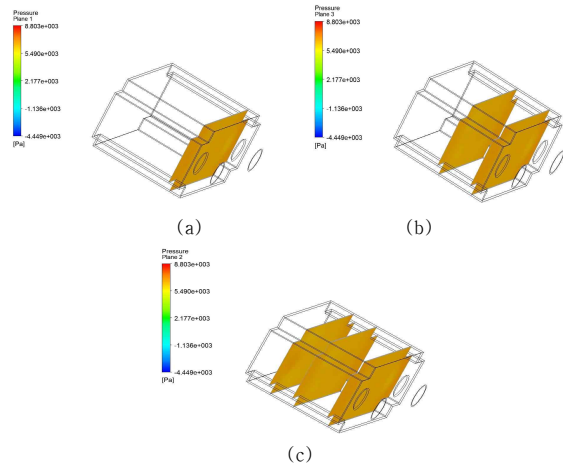 Pressure
Plane 1
8.803e+003
5.490e+003
2.177e+003
-1.136e+003
-4.449e+003
[Pa]
(a)
Pressure
Plane 3
8.803e+003
5.490e+003
2.177e+003
-1.136e+003
-4.449e+003
[Pa]
(b)
Pressure
Plane 2
8.803e+003
5.490e+003
2.177e+003
-1.136e+003
-4.449e+003
[Pa]
(c)